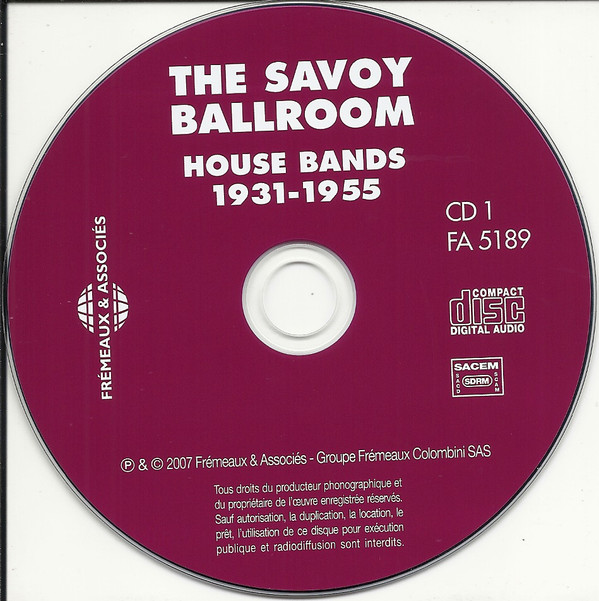 THE SAVOY
BALLROOM
HOUSE BANDS
1931-1955
CD 1
FA 5189
FRÉMEAUX & ASSOCIÉS
COMPACT
disc
DIGITAL AUDIO
SACEM
SACD
SDRM
SCAM
Ⓟ & © 2007 Frémeaux & Associés - Groupe Frémeaux Colombini SAS
Tous droits du producteur phonographique et
du propriétaire de l'œuvre enregistrée réservés.
Sauf autorisation, la duplication, la location, le
prêt, l'utilisation de ce disque pour exécution
publique et radiodiffusion sont interdits.